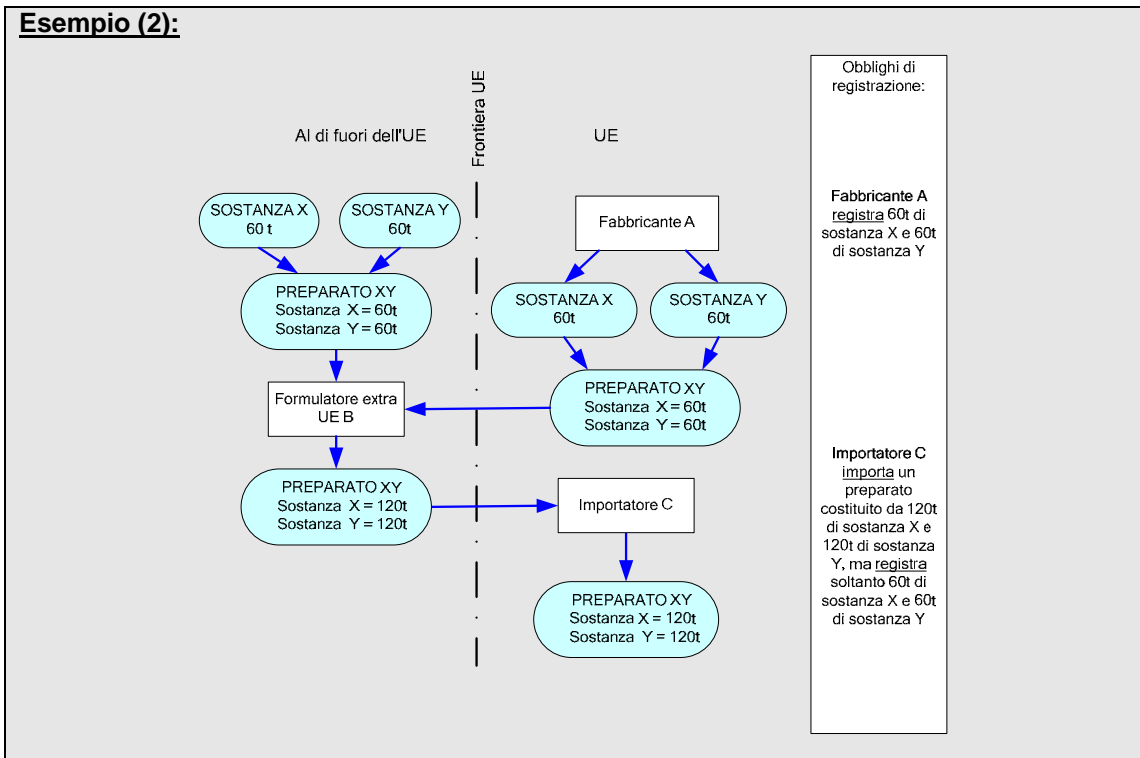 Esempio (2):
Al di fuori dell'UE
Frontiera UE
UE
SOSTANZA X
60 t
SOSTANZA Y
60t
PREPARATO XY
Sostanza X = 60t
Sostanza Y = 60t
Formulatore extra
UE B
PREPARATO XY
Sostanza X = 120t
Sostanza Y = 120t
Fabbricante A
SOSTANZA X
60t
SOSTANZA Y
60t
PREPARATO XY
Sostanza X = 60t
Sostanza Y = 60t
Importatore C
PREPARATO XY
Sostanza X = 120t
Sostanza Y = 120t
Obblighi di
registrazione:
Fabbricante A
registra 60t di
sostanza X e 60t
di sostanza Y
Importatore C
importa un
preparato
costituito da 120t
di sostanza X e
120t di sostanza
Y, ma registra
soltanto 60t di
sostanza X e 60t
di sostanza Y